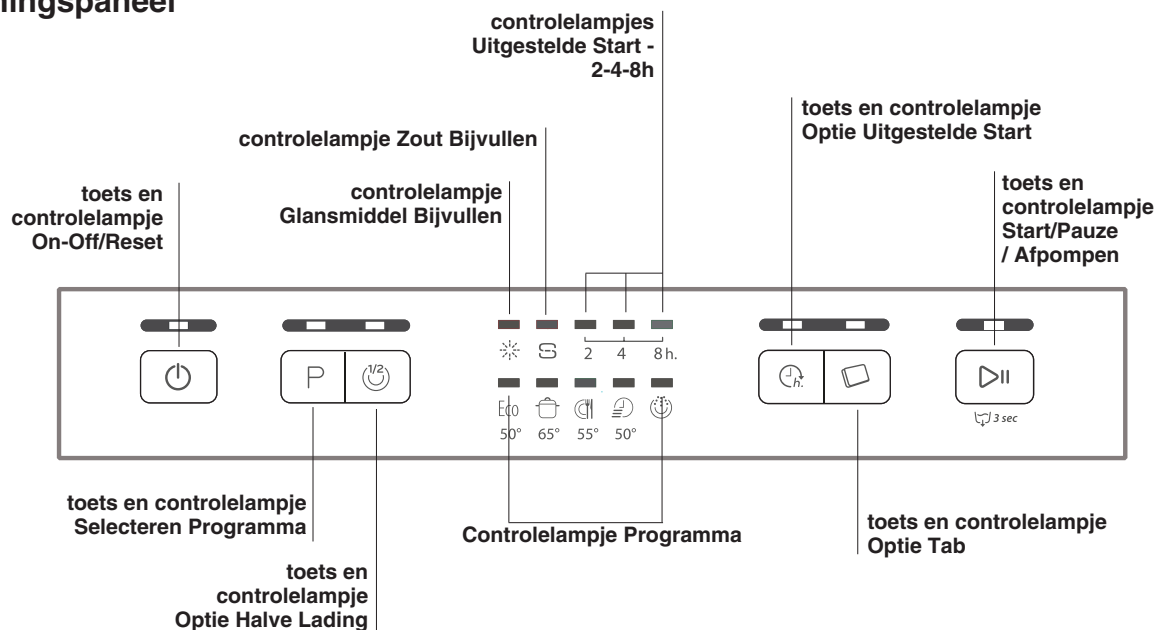 controlelampjes
Uitgestelde Start -
2-4-8h
toets en controlelampje
Optie Uitgestelde Start
controlelampje Zout Bijvullen
toets en
controlelampje
On-Off/Reset
controlelampje
Glansmiddel Bijvullen
toets en
controlelampje
Start/Pauze
/ Afpompen
2 4 8 h.
P 1/2 h.
Eco
50° 65° 55° 50°
3 sec
toets en controlelampje
Selecteren Programma
Controlelampje Programma
toets en controlelampje
Optie Tab
toets en
controlelampje
Optie Halve Lading